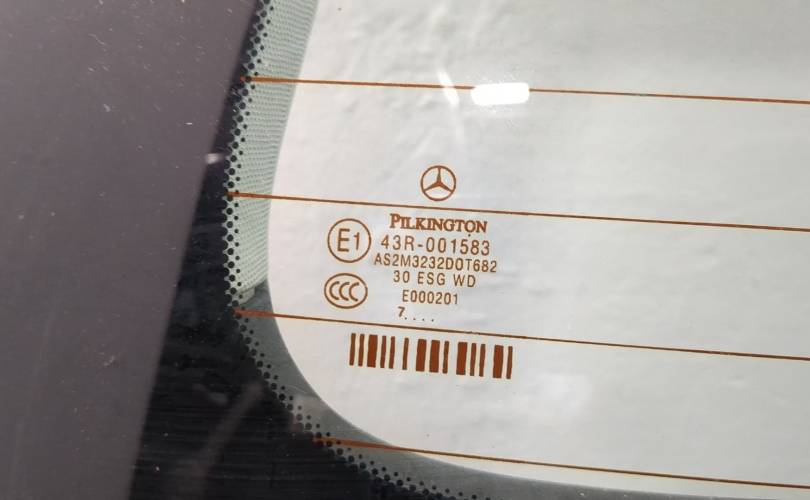 PILKINGTON
E1 43R-001583
AS2M3232DOT682
30 ESG WD
CCC E000201
7....